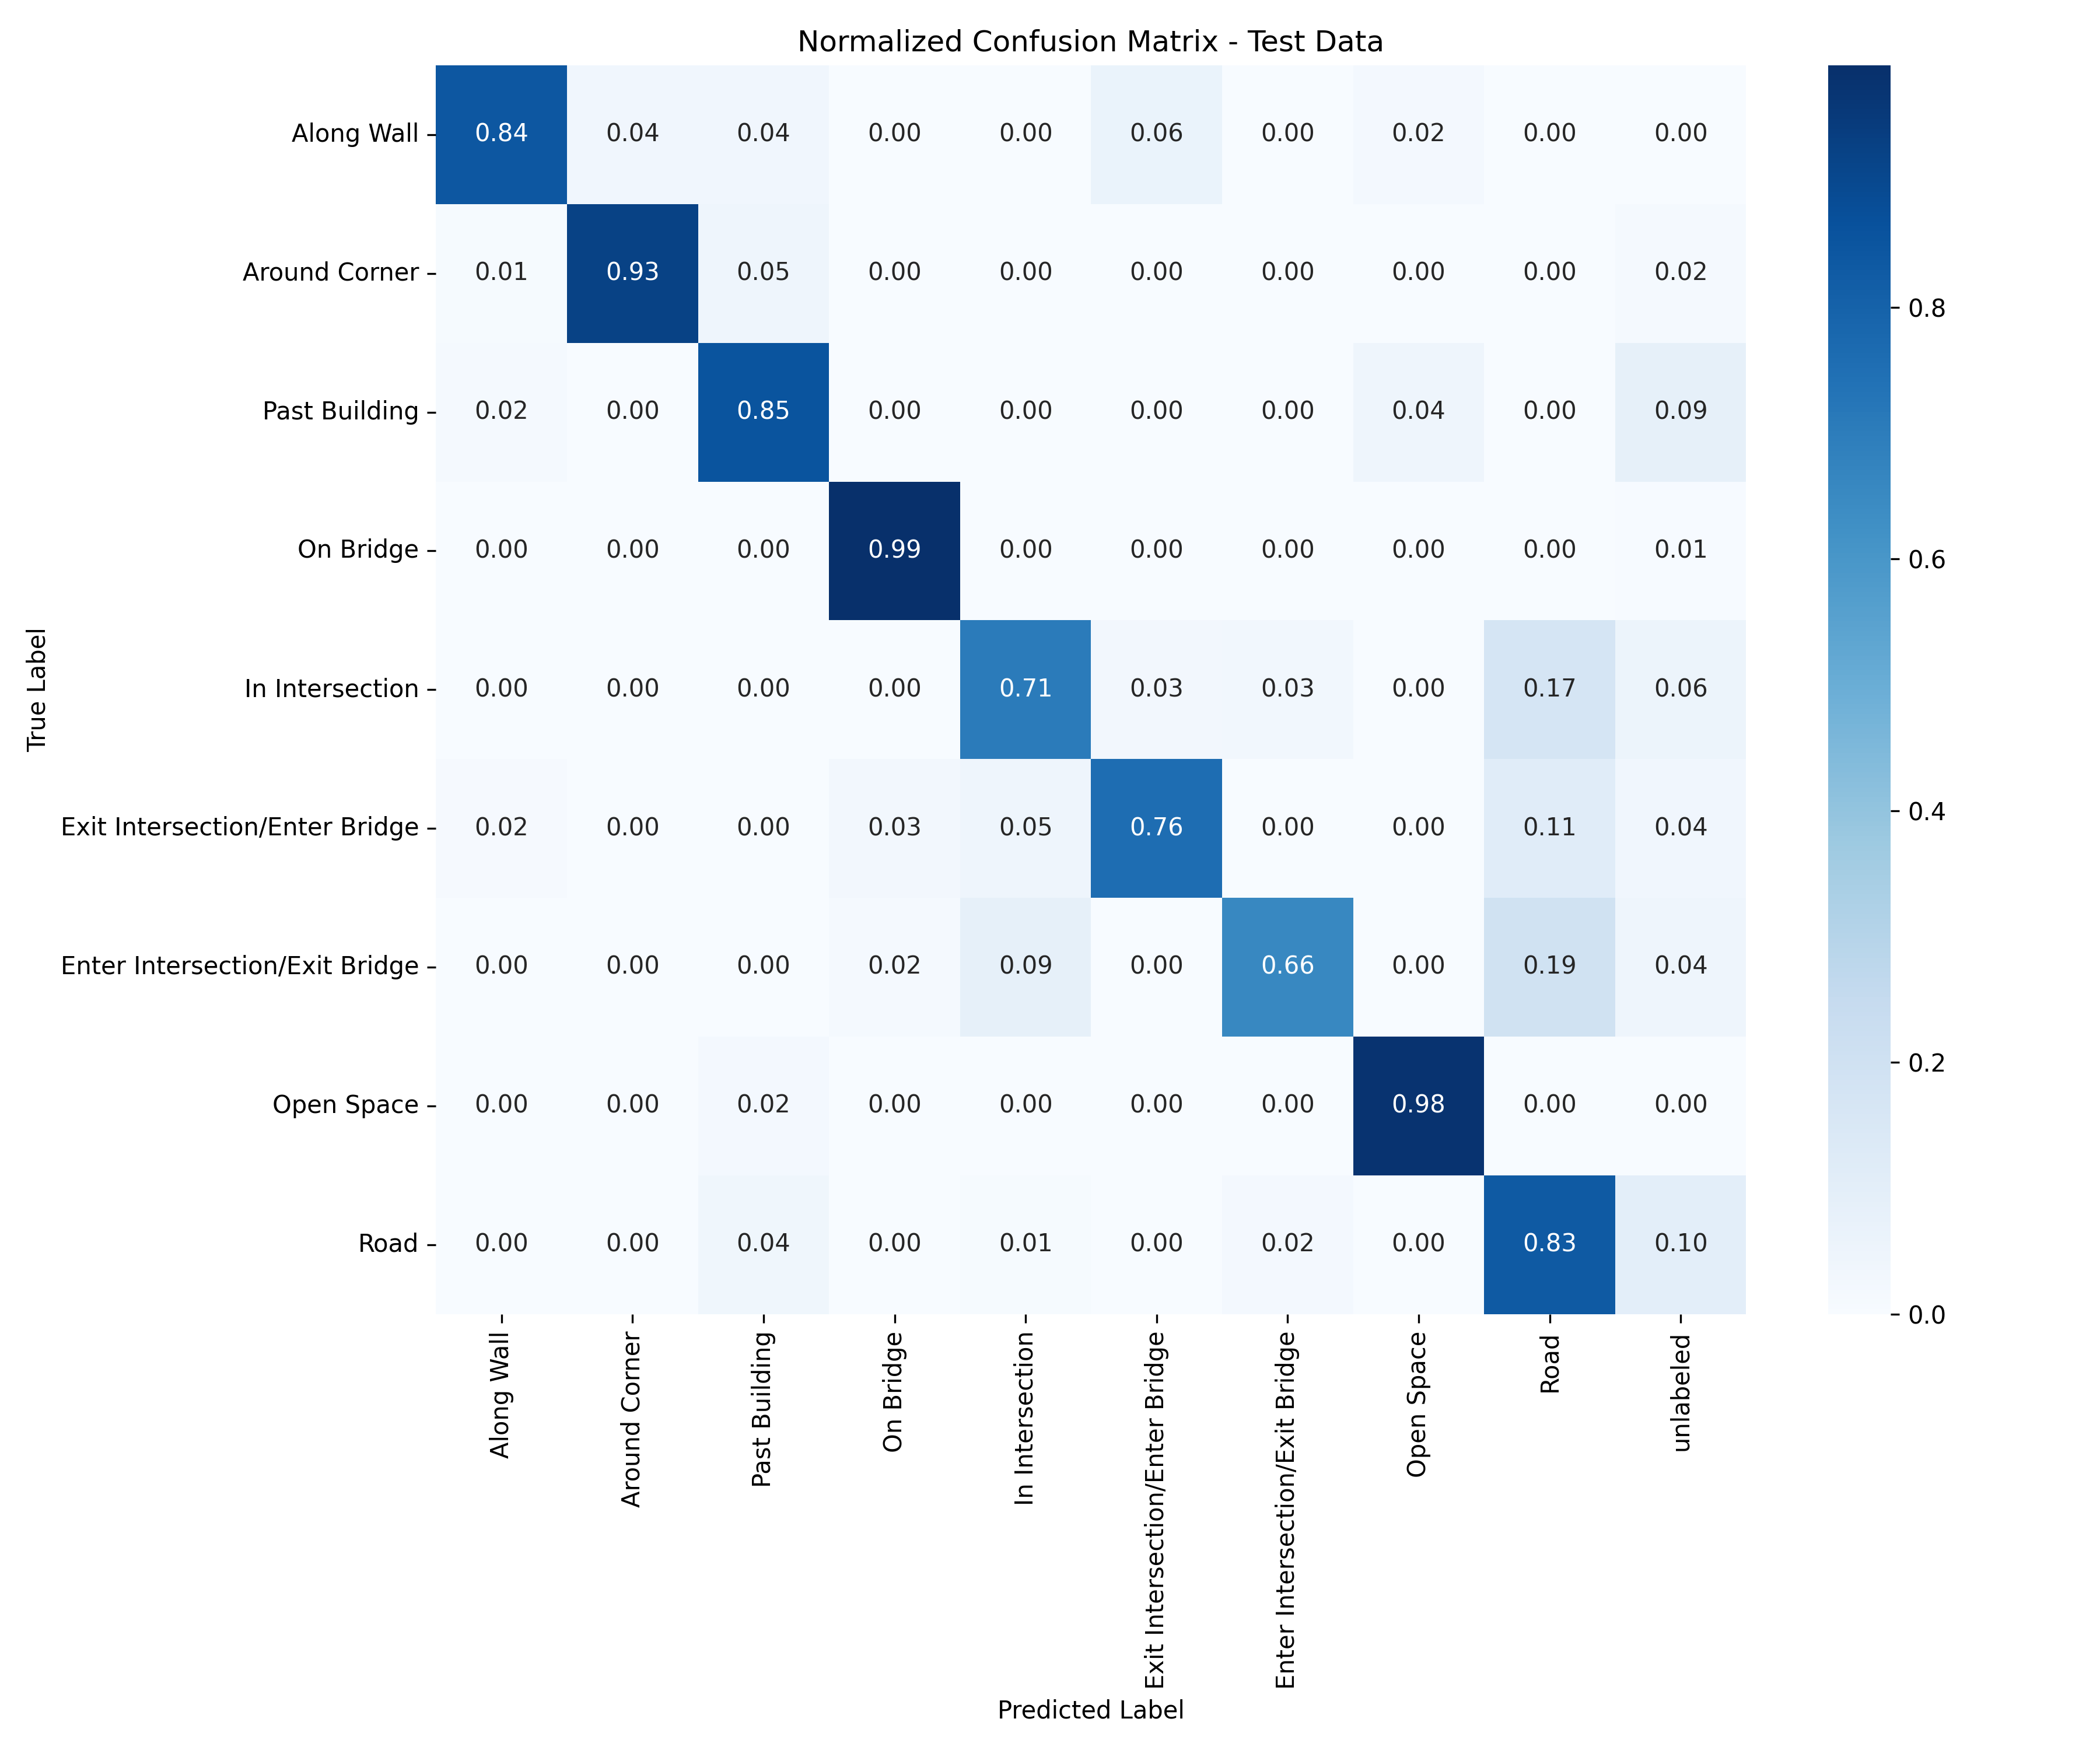 Normalized Confusion Matrix - Test Data
True Label
Along Wall 0.84 0.04 0.04 0.00 0.00 0.06 0.00 0.02 0.00 0.00
Around Corner 0.01 0.93 0.05 0.00 0.00 0.00 0.00 0.00 0.00 0.02
Past Building 0.02 0.00 0.85 0.00 0.00 0.00 0.00 0.04 0.00 0.09
On Bridge 0.00 0.00 0.00 0.99 0.00 0.00 0.00 0.00 0.00 0.01
In Intersection 0.00 0.00 0.00 0.00 0.71 0.03 0.03 0.00 0.17 0.06
Exit Intersection/Enter Bridge 0.02 0.00 0.00 0.03 0.05 0.76 0.00 0.00 0.11 0.04
Enter Intersection/Exit Bridge 0.00 0.00 0.00 0.02 0.09 0.00 0.66 0.00 0.19 0.04
Open Space 0.00 0.00 0.02 0.00 0.00 0.00 0.00 0.98 0.00 0.00
Road 0.00 0.00 0.04 0.00 0.01 0.00 0.02 0.00 0.83 0.10
Along Wall
Around Corner
Past Building
On Bridge
In Intersection
Exit Intersection/Enter Bridge
Enter Intersection/Exit Bridge
Open Space
Road
unlabeled
Predicted Label
0.8
0.6
0.4
0.2
0.0